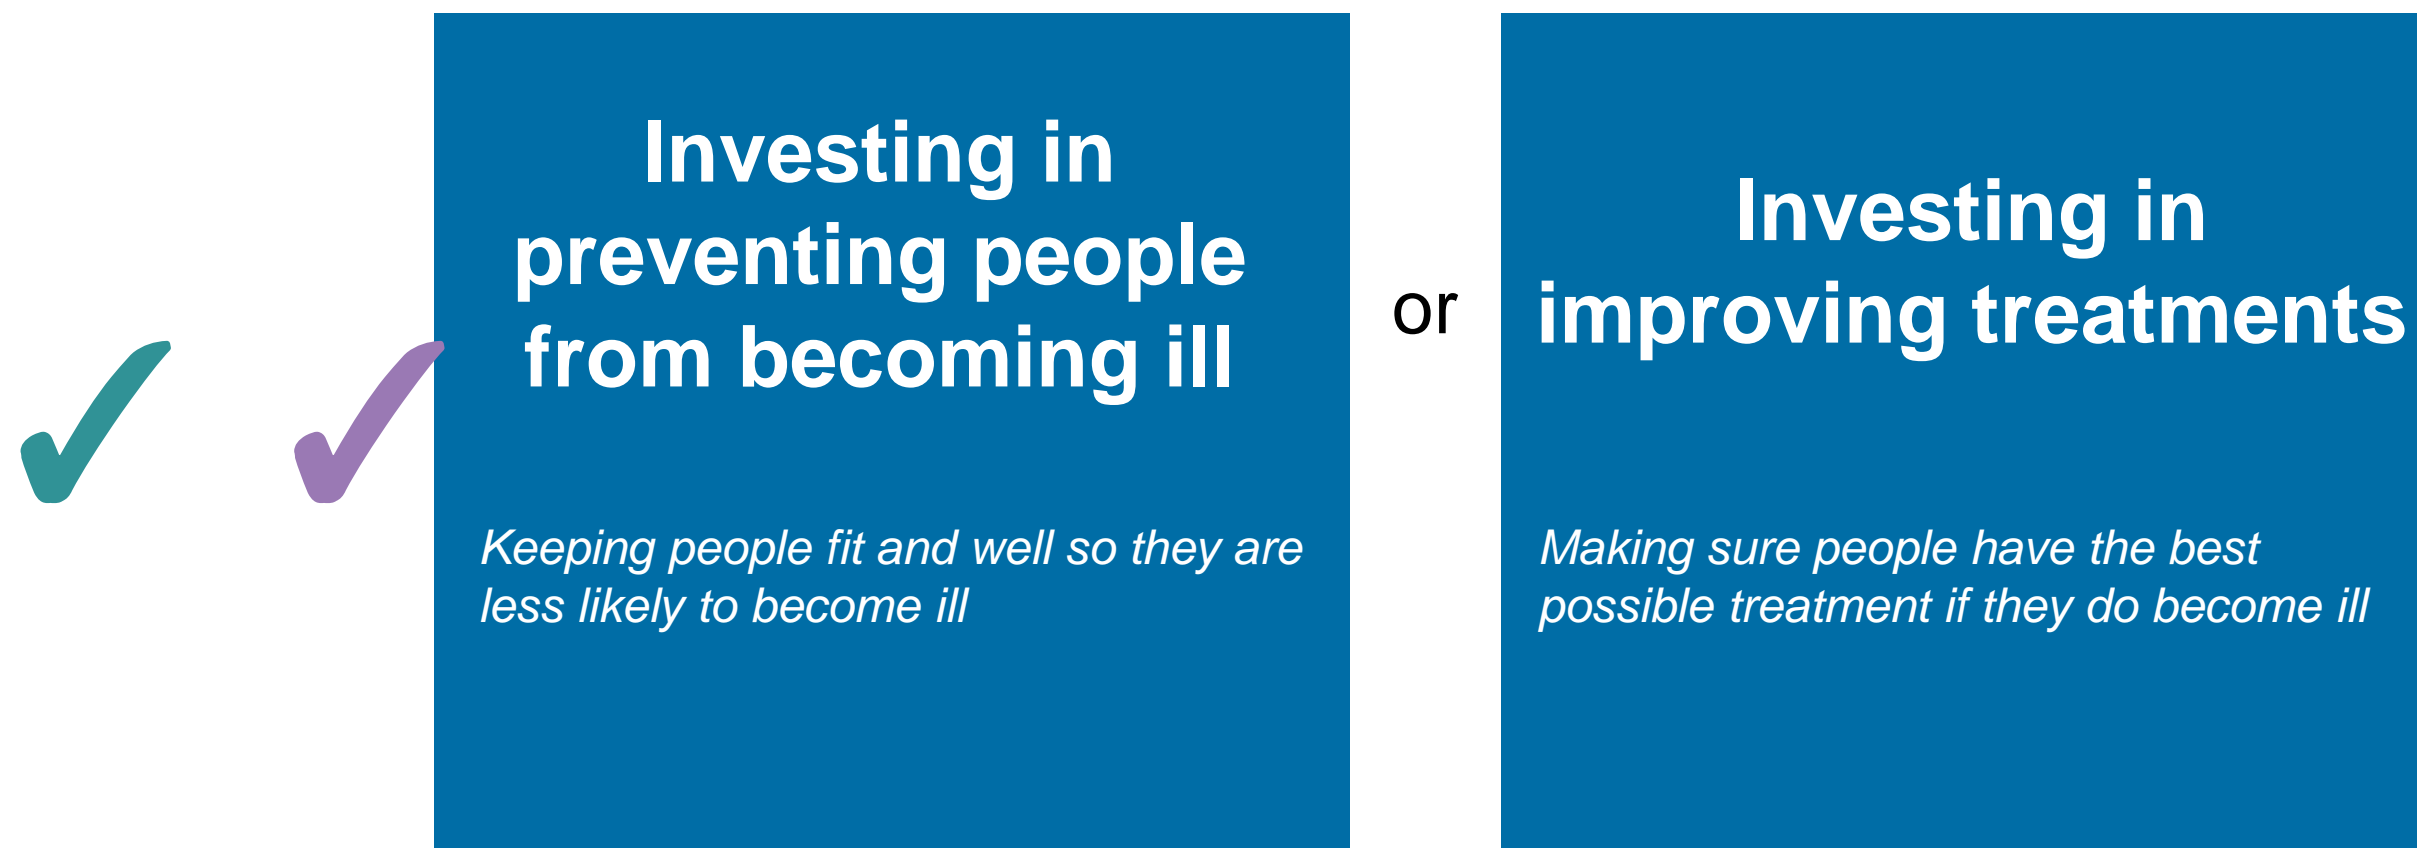 Investing in
preventing people
from becoming ill
Keeping people fit and well so they are
less likely to become ill
or
Investing in
improving treatments
Making sure people have the best
possible treatment if they do become ill